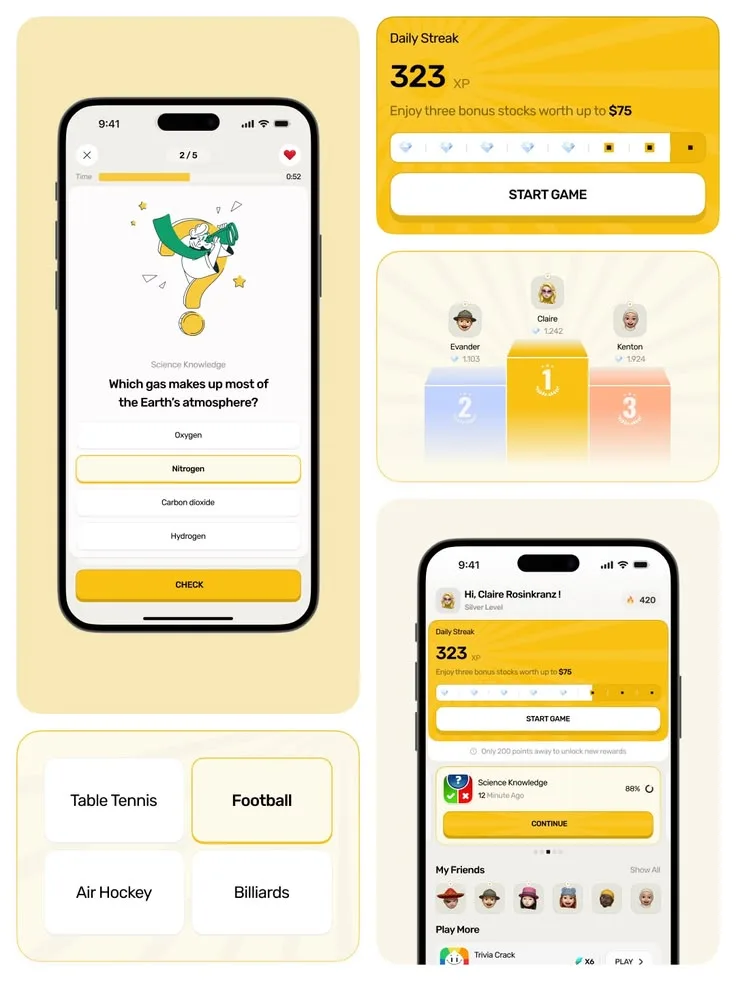 9:41
2 / 5
Time
0:52
Science Knowledge
Which gas makes up most of
the Earth's atmosphere?
Oxygen
Nitrogen
Carbon dioxide
Hydrogen
CHECK
Table Tennis
Football
Air Hockey
Billiards
Daily Streak
323 XP
Enjoy three bonus stocks worth up to $75
START GAME
Claire
1,242
Evander
1.103
Kenton
1.924
1
2
3
9:41
Hi, Claire Rosinkranz !
Silver Level
420
Daily Streak
323 XP
Enjoy three bonus stocks worth up to $75
START GAME
Only 200 points away to unlock new rewards
?
Science Knowledge
12 Minute Ago
88%
CONTINUE
My Friends
Show All
Play More
Trivia Crack
X6
PLAY